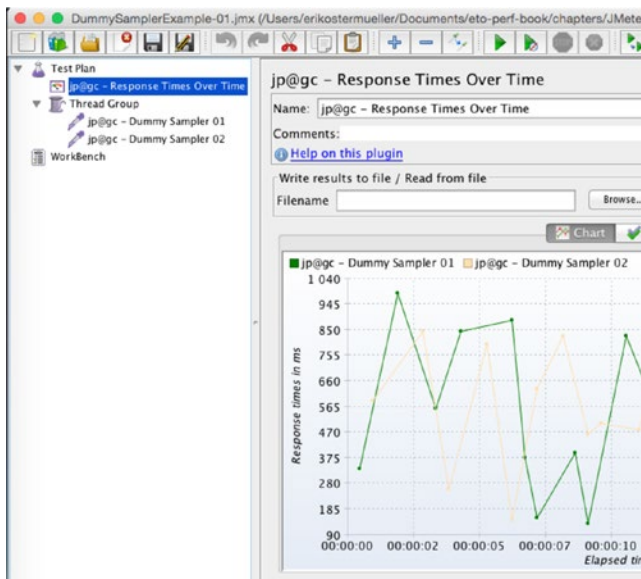 DummySamplerExample-01.jmx (/Users/erikostermueller/Documents/eto-perf-book/chapters/JMete
Test Plan
jp@gc - Response Times Over Time
Thread Group
jp@gc - Dummy Sampler 01
jp@gc - Dummy Sampler 02
WorkBench
jp@gc - Response Times Over Time
Name: jp@gc - Response Times Over Time
Comments:
Help on this plugin
Write results to file / Read from file
Filename Browse...
Chart
jp@gc - Dummy Sampler 01 jp@gc - Dummy Sampler 02
1 040
945
850
755
660
565
470
375
280
185
90
Response times in ms
00:00:00 00:00:02 00:00:05 00:00:07 00:00:10
Elapsed tim